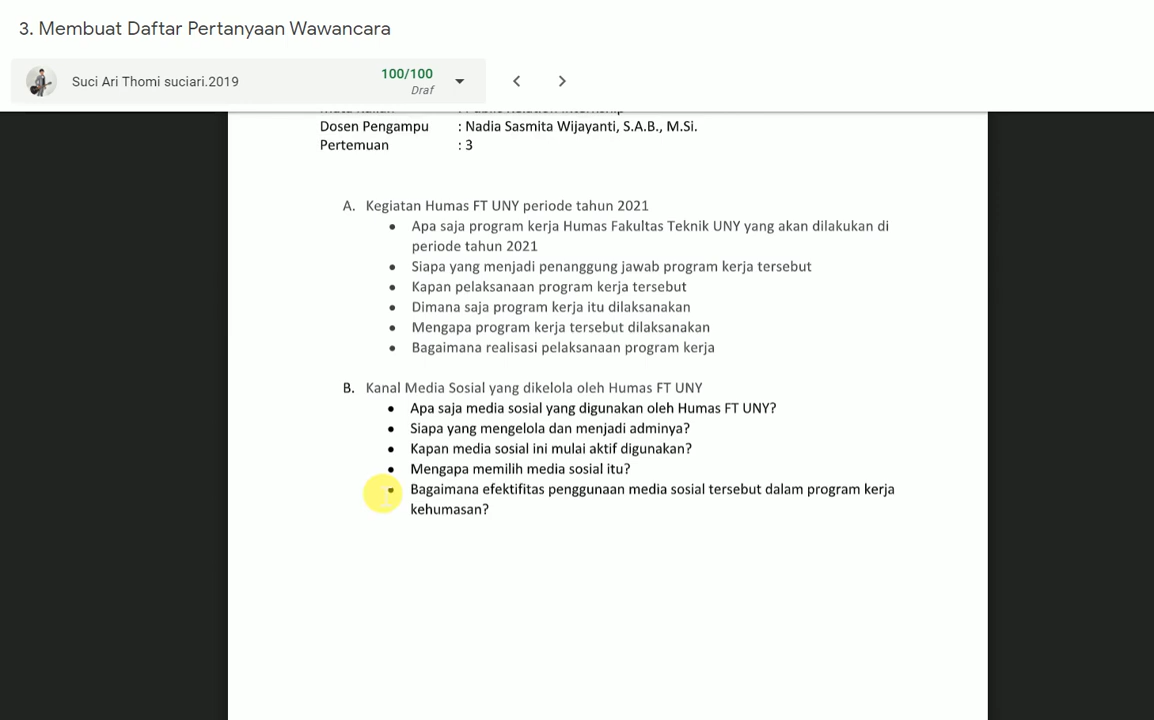 3. Membuat Daftar Pertanyaan Wawancara
Suci Ari Thomi suciari.2019
100/100
Draf
Dosen Pengampu : Nadia Sasmita Wijayanti, S.A.B., M.Si.
Pertemuan : 3
A. Kegiatan Humas FT UNY periode tahun 2021
• Apa saja program kerja Humas Fakultas Teknik UNY yang akan dilakukan di
periode tahun 2021
• Siapa yang menjadi penanggung jawab program kerja tersebut
• Kapan pelaksanaan program kerja tersebut
• Dimana saja program kerja itu dilaksanakan
• Mengapa program kerja tersebut dilaksanakan
• Bagaimana realisasi pelaksanaan program kerja
B. Kanal Media Sosial yang dikelola oleh Humas FT UNY
• Apa saja media sosial yang digunakan oleh Humas FT UNY?
• Siapa yang mengelola dan menjadi adminya?
• Kapan media sosial ini mulai aktif digunakan?
• Mengapa memilih media sosial itu?
• Bagaimana efektifitas penggunaan media sosial tersebut dalam program kerja
kehumasan?